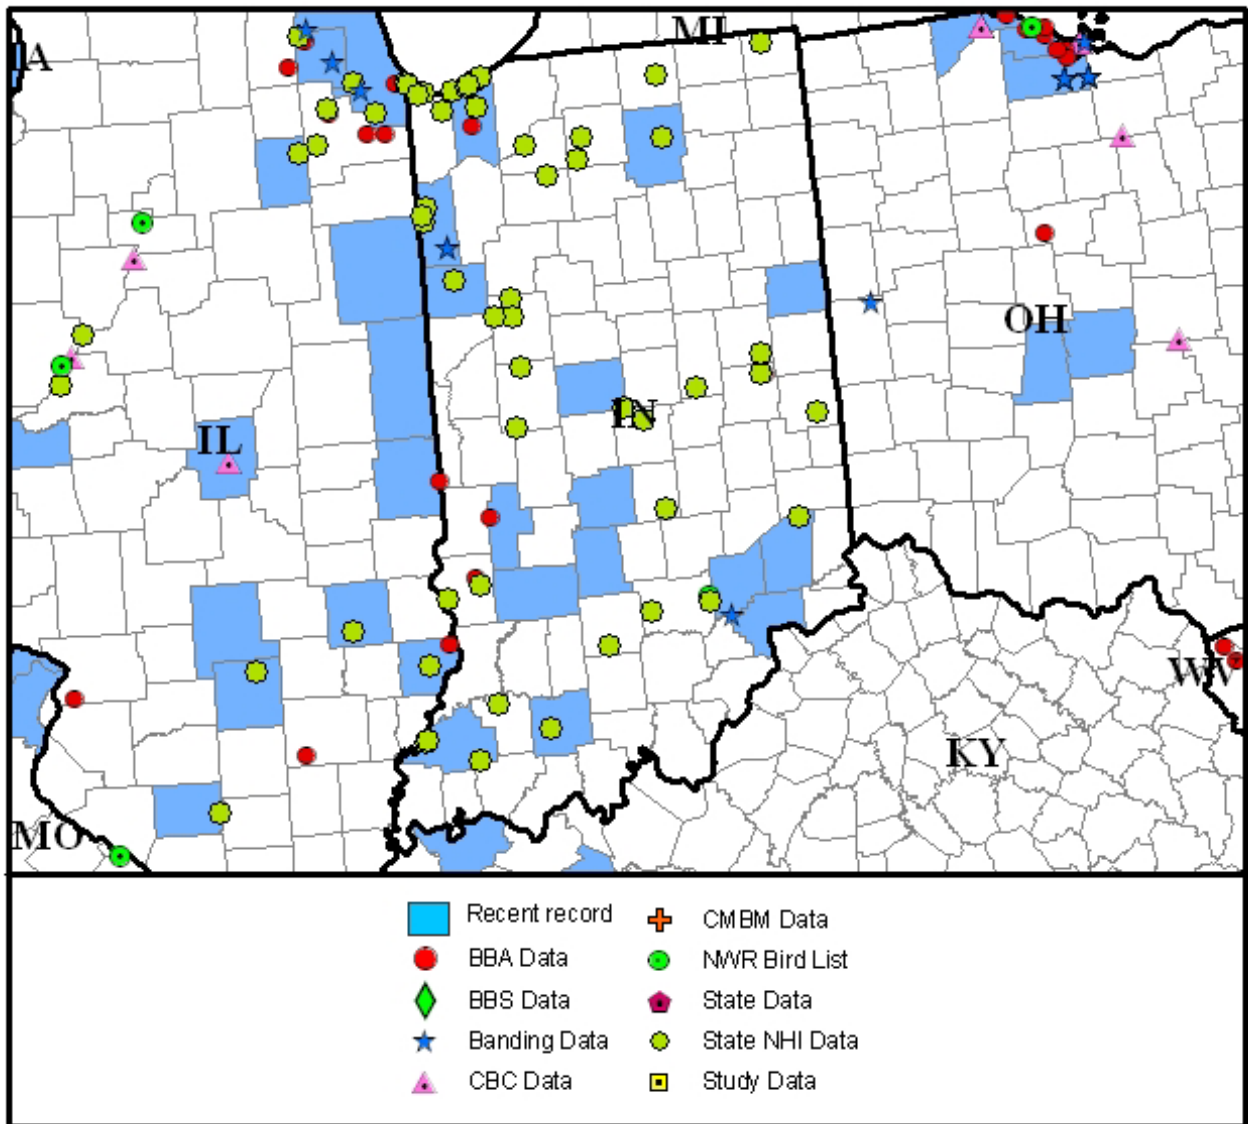 MI
A
OH
IN
IL
WV
KY
MO
Recent record
CMBM Data
BBA Data
NWR Bird List
BBS Data
State Data
Banding Data
State NHI Data
CBC Data
Study Data